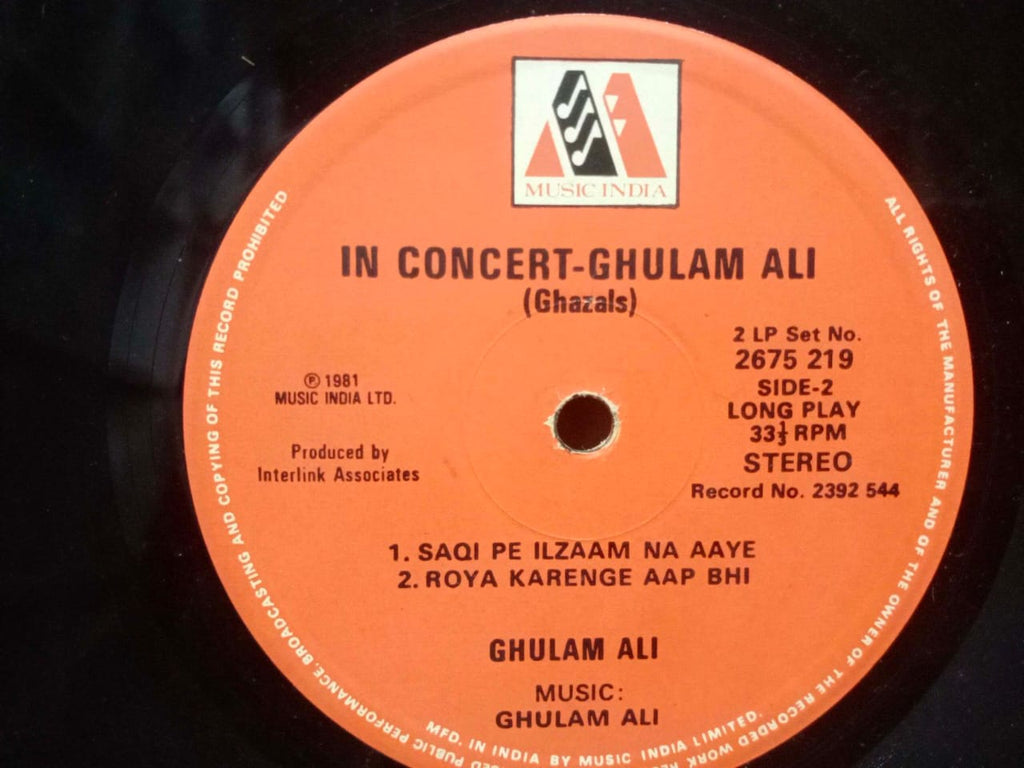 MUSIC INDIA
IN CONCERT-GHULAM ALI
(Ghazals)
℗ 1981
MUSIC INDIA LTD.
Produced by
Interlink Associates
2 LP Set No.
2675 219
SIDE-2
LONG PLAY
33⅓ RPM
STEREO
Record No. 2392 544
1. SAQI PE ILZAAM NA AAYE
2. ROYA KARENGE AAP BHI
GHULAM ALI
MUSIC:
GHULAM ALI
MFD. IN INDIA BY MUSIC INDIA LIMITED.
ALL RIGHTS OF THE MANUFACTURER AND OF THE OWNER OF THE RECORDED WORK
PUBLIC PERFORMANCE, BROADCASTING AND COPYING OF THIS RECORD PROHIBITED